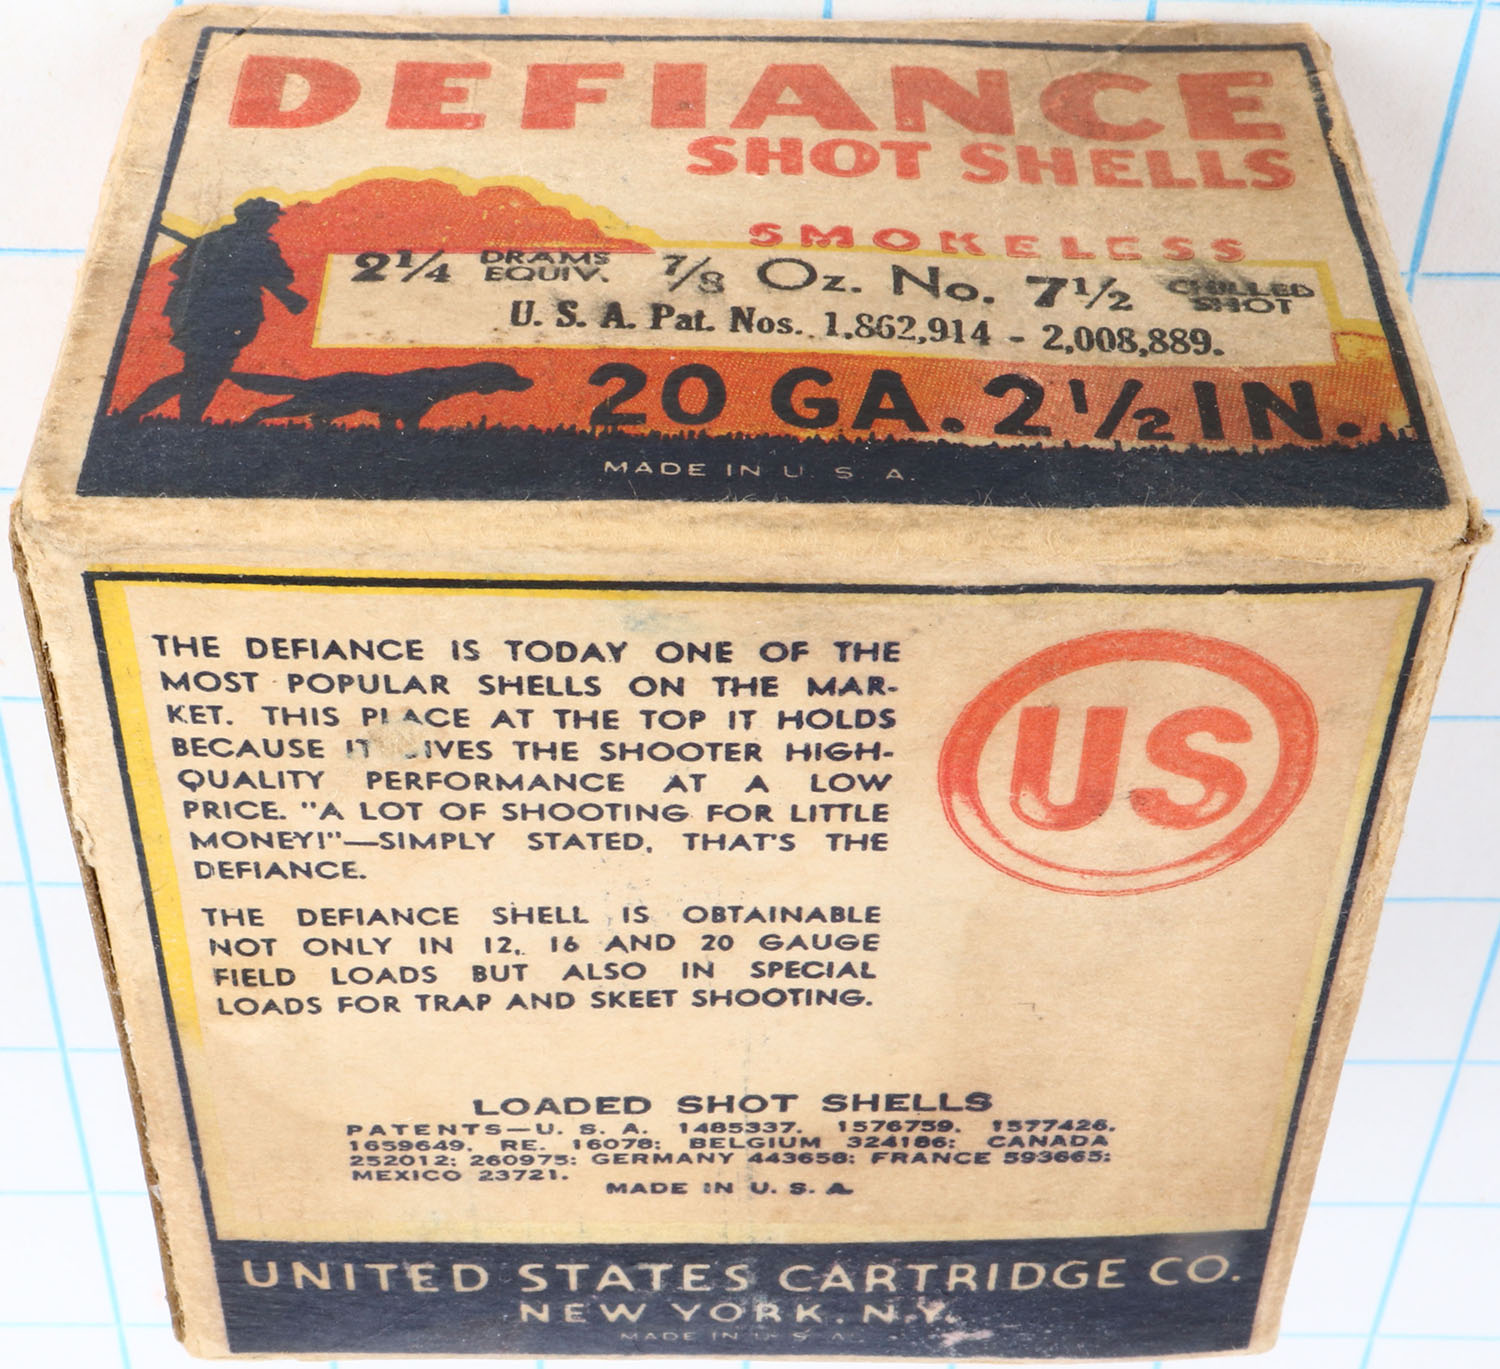 DEFIANCE
SHOT SHELLS
SMOKELESS
2 1/4 DRAMS EQUIV. 7/8 Oz. No. 7 1/2 CHILLED SHOT
U. S. A. Pat. Nos. 1,862,914 - 2,008,889.
20 GA. 2 1/2 IN.
MADE IN U. S. A.
THE DEFIANCE IS TODAY ONE OF THE
MOST POPULAR SHELLS ON THE MAR-
KET. THIS PLACE AT THE TOP IT HOLDS
BECAUSE IT GIVES THE SHOOTER HIGH-
QUALITY PERFORMANCE AT A LOW
PRICE. "A LOT OF SHOOTING FOR LITTLE
MONEY!"—SIMPLY STATED, THAT'S THE
DEFIANCE.
THE DEFIANCE SHELL IS OBTAINABLE
NOT ONLY IN 12, 16 AND 20 GAUGE
FIELD LOADS BUT ALSO IN SPECIAL
LOADS FOR TRAP AND SKEET SHOOTING.
US
LOADED SHOT SHELLS
PATENTS—U. S. A. 1485337, 1576759, 1577426,
1659649, RE. 16078; BELGIUM 324186; CANADA
252012; 260975; GERMANY 443658; FRANCE 593665;
MEXICO 23721.
MADE IN U. S. A.
UNITED STATES CARTRIDGE CO.
NEW YORK, N.Y.
MADE IN U. S. A.